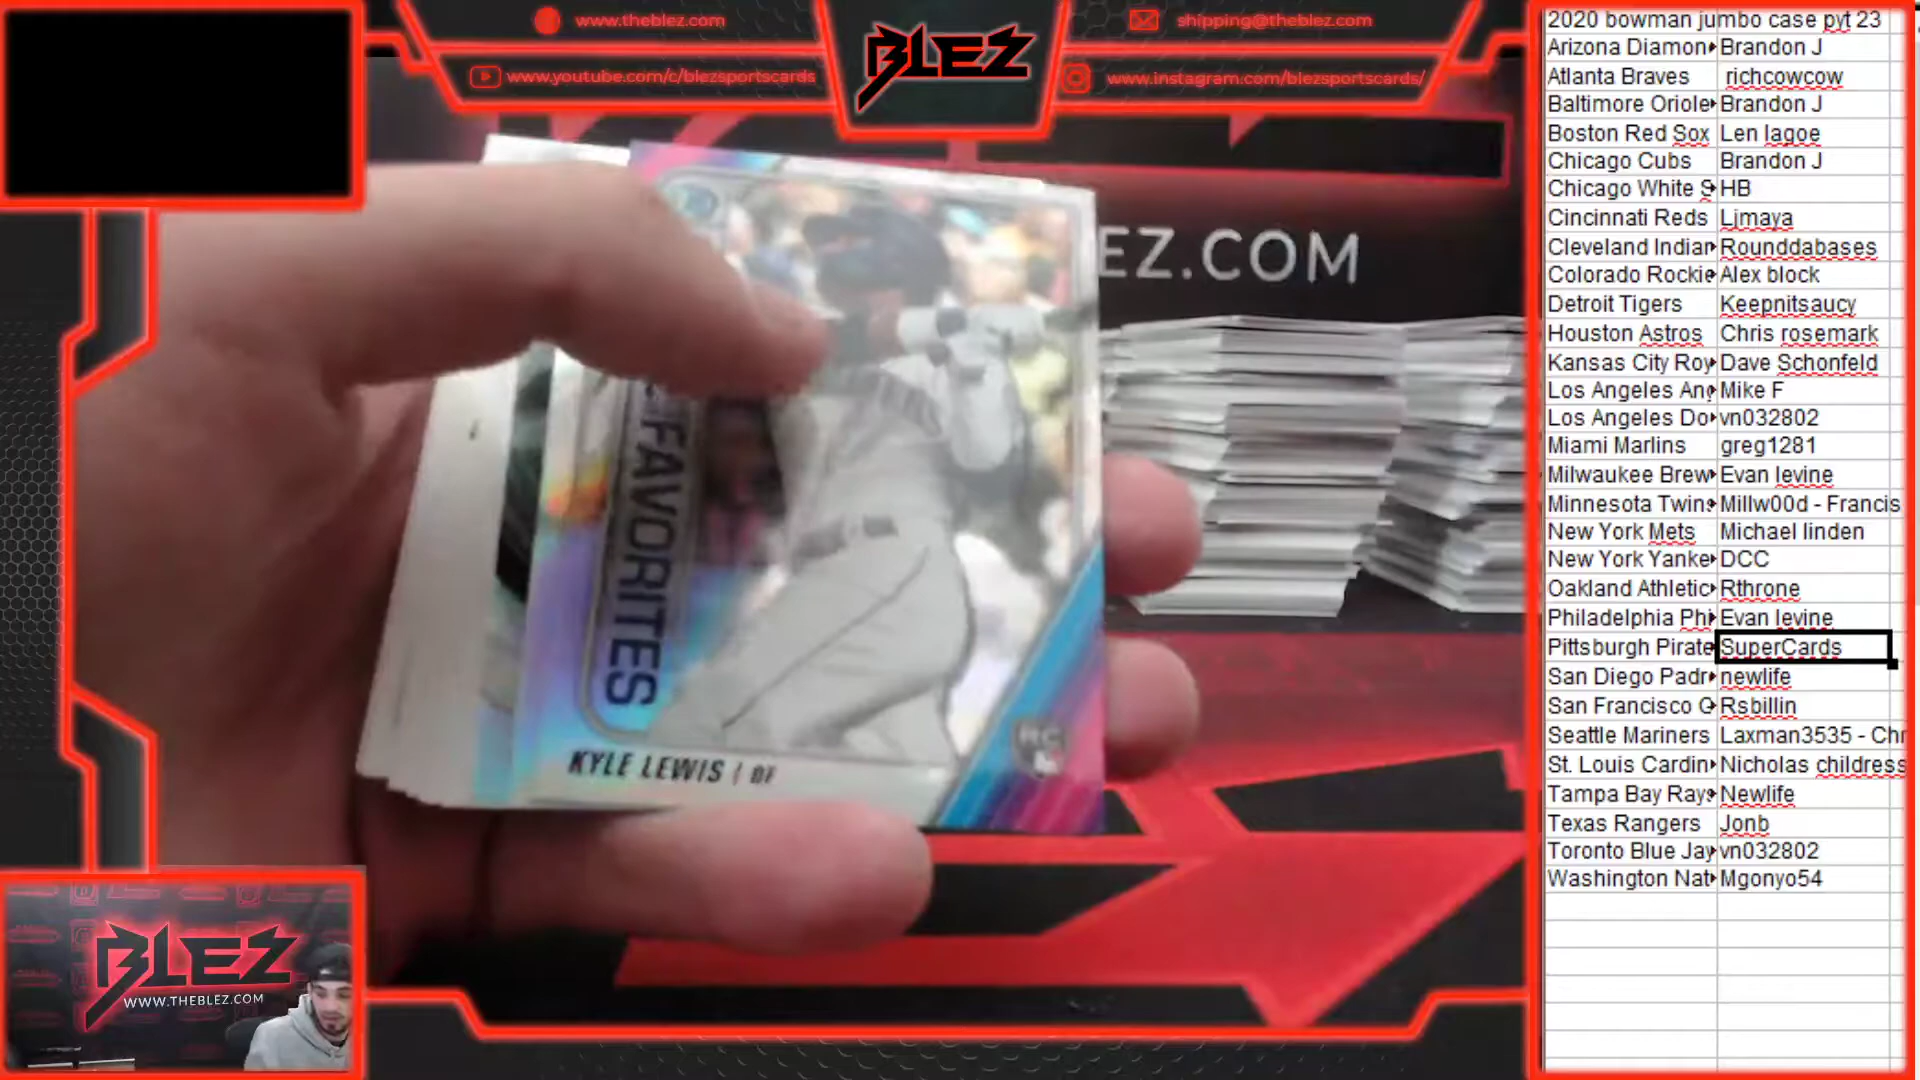 www.theblez.com
shipping@theblez.com
BLEZ
www.youtube.com/c/blezsportscards
www.instagram.com/blezsportscards/
EZ.COM
FAVORITES
KYLE LEWIS | OF
RC
BLEZ
WWW.THEBLEZ.COM
2020 bowman jumbo case pyt 23
Arizona Diamon Brandon J
Atlanta Braves richcowcow
Baltimore Oriole Brandon J
Boston Red Sox Len lagoe
Chicago Cubs Brandon J
Chicago White S HB
Cincinnati Reds Ljmaya
Cleveland Indian Rounddabases
Colorado Rockie Alex block
Detroit Tigers Keepnitsaucy
Houston Astros Chris rosemark
Kansas City Roy Dave Schonfeld
Los Angeles Ang Mike F
Los Angeles Do vn032802
Miami Marlins greg1281
Milwaukee Brew Evan levine
Minnesota Twins Millw00d - Francis
New York Mets Michael linden
New York Yanke DCC
Oakland Athletic Rthrone
Philadelphia Phi Evan levine
Pittsburgh Pirate SuperCards
San Diego Padr newlife
San Francisco G Rsbillin
Seattle Mariners Laxman3535 - Chr
St. Louis Cardin Nicholas childress
Tampa Bay Rays Newlife
Texas Rangers Jonb
Toronto Blue Jay vn032802
Washington Nat Mgonyo54